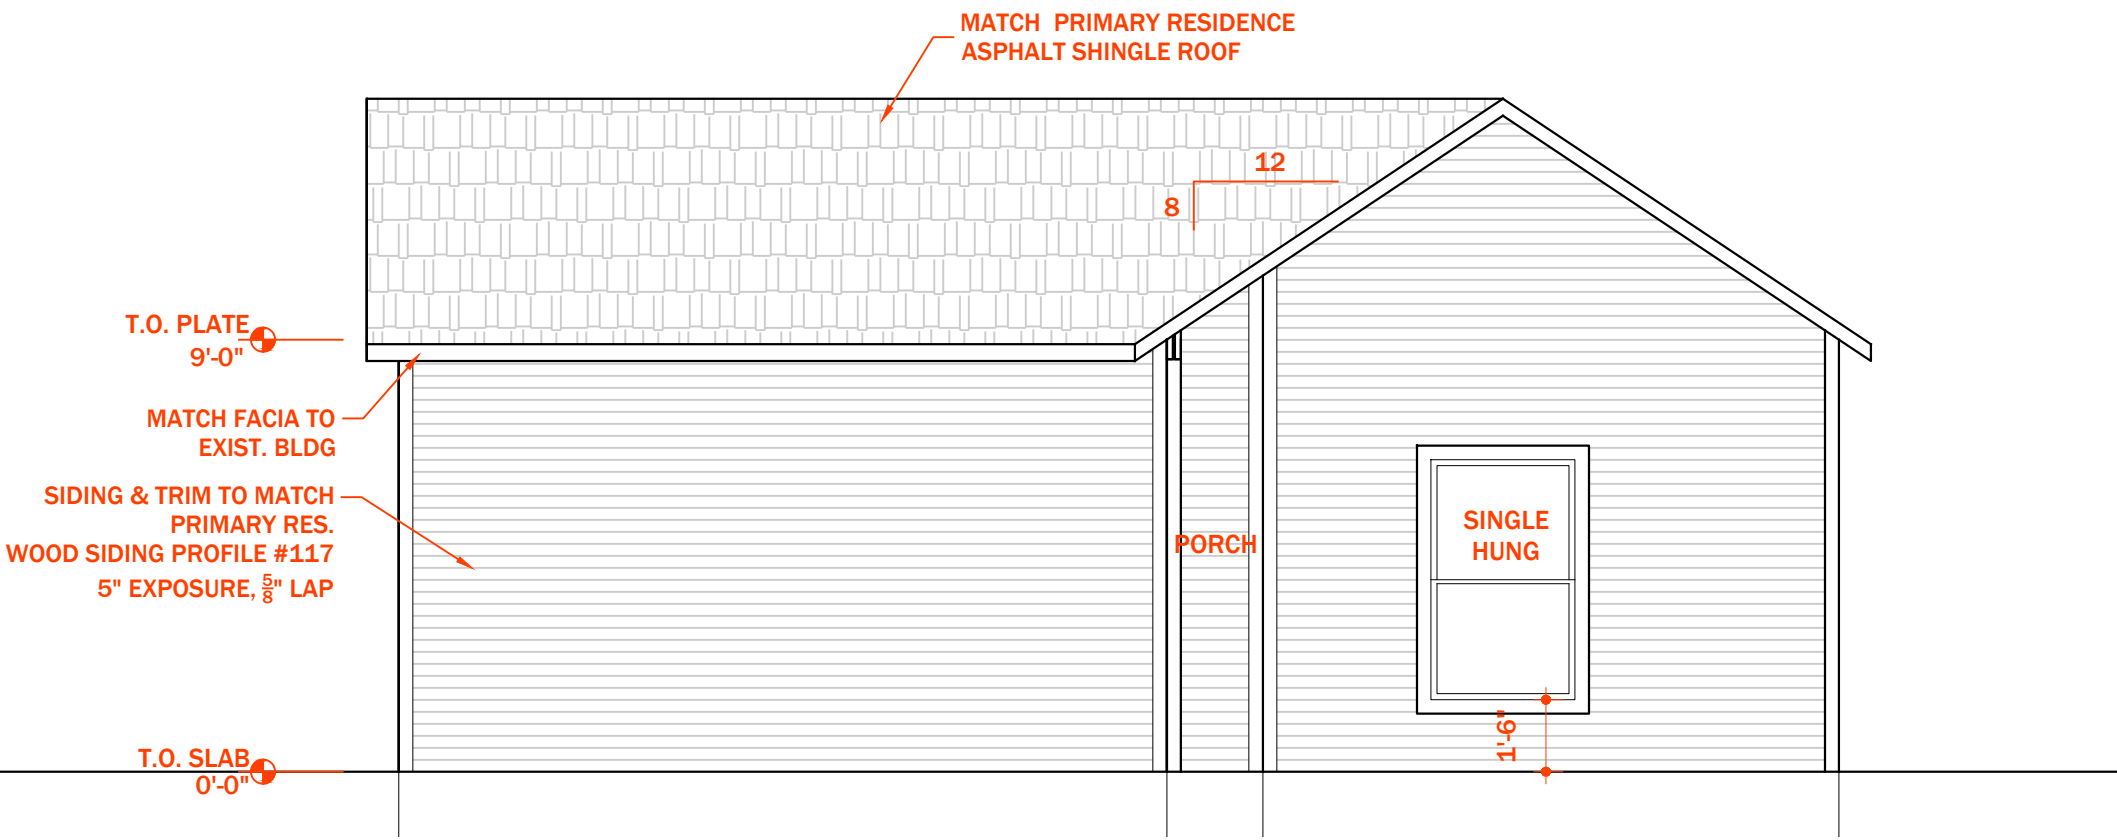 MATCH PRIMARY RESIDENCE
ASPHALT SHINGLE ROOF
12
8
T.O. PLATE
9'-0"
MATCH FACIA TO
EXIST. BLDG
SIDING & TRIM TO MATCH
PRIMARY RES.
WOOD SIDING PROFILE #117
5" EXPOSURE, 5/8" LAP
PORCH
SINGLE
HUNG
1'-6"
T.O. SLAB
0'-0"